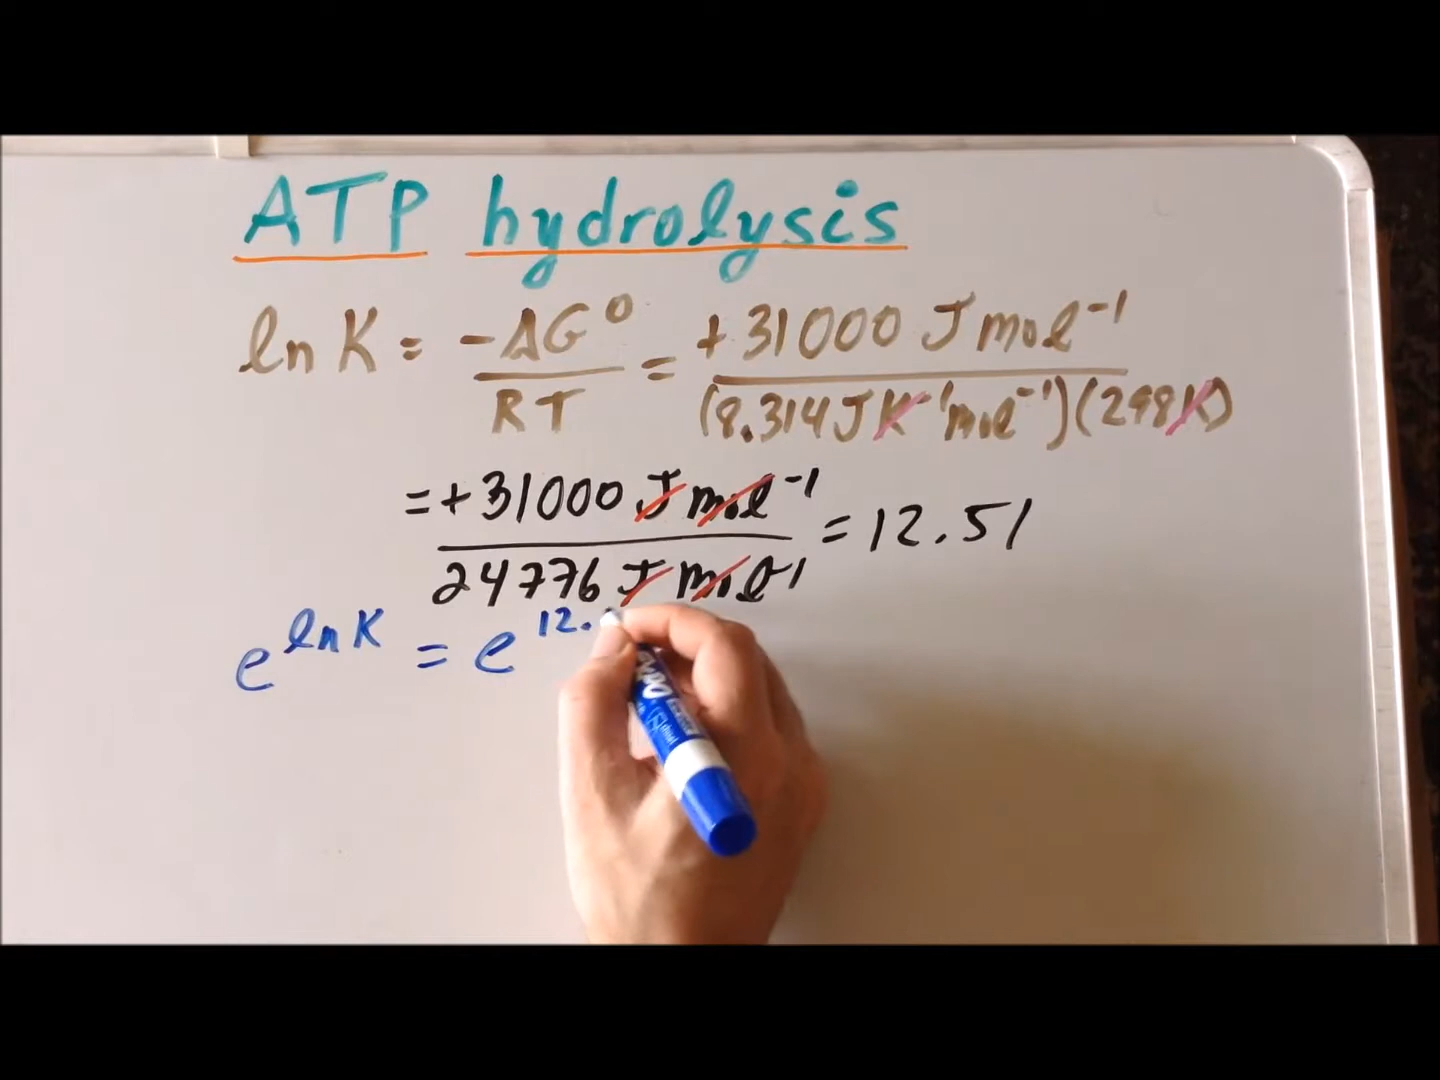 ATP hydrolysis
ln K = -ΔG° / RT = +31000 J mol⁻¹ / (8.314 J K⁻¹ mol⁻¹)(298 K)
= +31000 J mol⁻¹ / 24776 J mol⁻¹ = 12.51
e^ln K = e^12.
EXPO